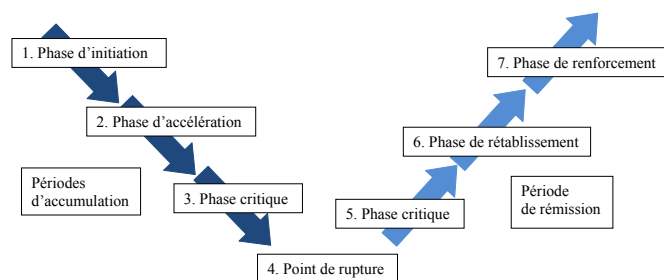 1. Phase d'initiation
2. Phase d'accélération
Périodes
d'accumulation
3. Phase critique
4. Point de rupture
5. Phase critique
6. Phase de rétablissement
7. Phase de renforcement
Période
de rémission